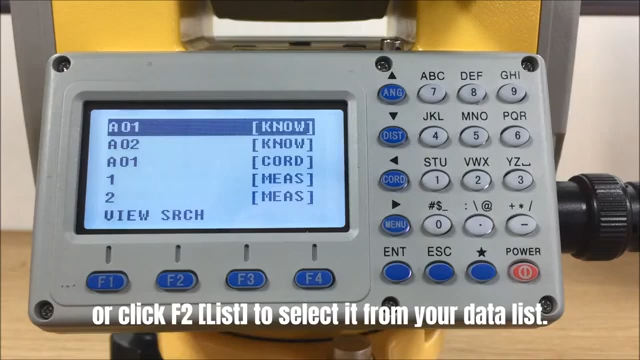 A01 [KNOW]
A02 [KNOW]
A01 [CORD]
1 [MEAS]
2 [MEAS]
VIEW SRCH
F1 F2 F3 F4
▲ ABC DEF GHI
ANG 7 8 9
▼ JKL MNO PQR
DIST 4 5 6
◀ STU VWX YZ_
CORD 1 2 3
▶ #$_ :\@ +*/
MENU 0 . −
ENT ESC ★ POWER
or click F2 [List] to select it from your data list.